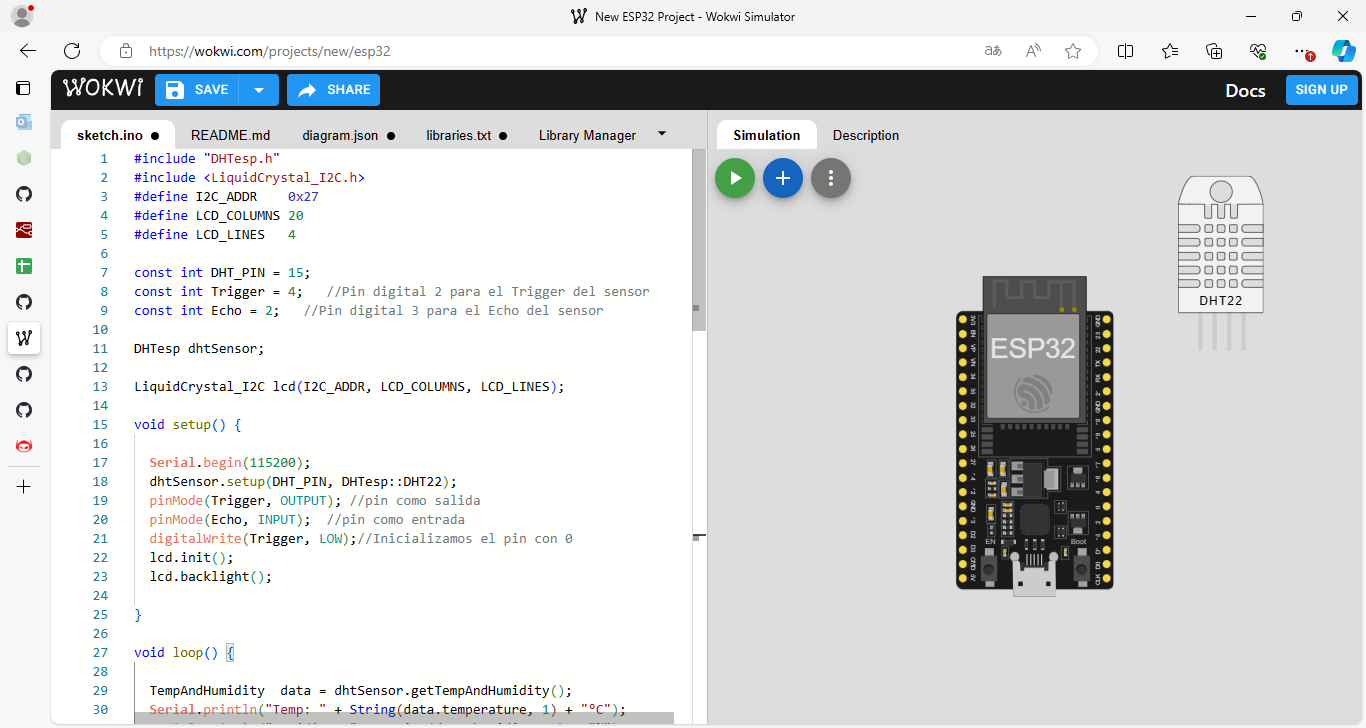 New ESP32 Project - Wokwi Simulator
https://wokwi.com/projects/new/esp32
WOKWI
SAVE
SHARE
Docs
SIGN UP
sketch.ino
README.md
diagram.json
libraries.txt
Library Manager
Simulation
Description
1 #include "DHTesp.h"
2 #include <LiquidCrystal_I2C.h>
3 #define I2C_ADDR    0x27
4 #define LCD_COLUMNS 20
5 #define LCD_LINES   4
6
7 const int DHT_PIN = 15;
8 const int Trigger = 4;   //Pin digital 2 para el Trigger del sensor
9 const int Echo = 2;   //Pin digital 3 para el Echo del sensor
10
11 DHTesp dhtSensor;
12
13 LiquidCrystal_I2C lcd(I2C_ADDR, LCD_COLUMNS, LCD_LINES);
14
15 void setup() {
16
17   Serial.begin(115200);
18   dhtSensor.setup(DHT_PIN, DHTesp::DHT22);
19   pinMode(Trigger, OUTPUT); //pin como salida
20   pinMode(Echo, INPUT);  //pin como entrada
21   digitalWrite(Trigger, LOW);//Inicializamos el pin con 0
22   lcd.init();
23   lcd.backlight();
24
25 }
26
27 void loop() {
28
29   TempAndHumidity  data = dhtSensor.getTempAndHumidity();
30   Serial.println("Temp: " + String(data.temperature, 1) + "°C");
DHT22
ESP32
EN
Boot